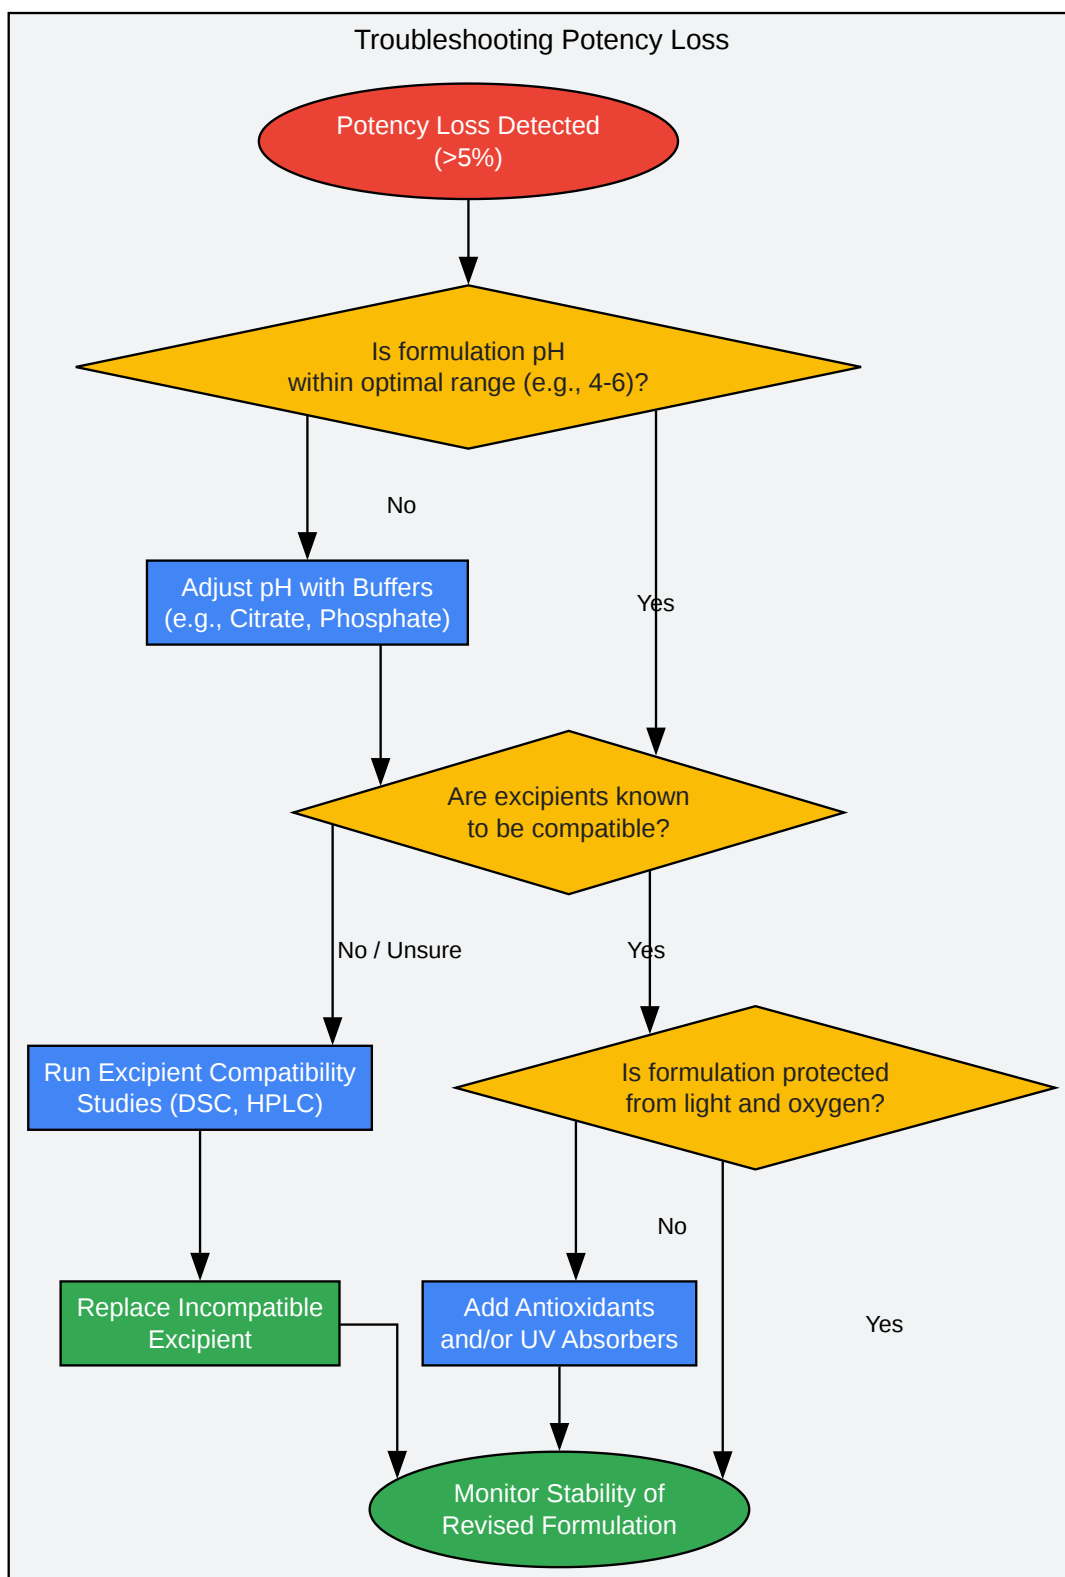 Troubleshooting Potency Loss
Potency Loss Detected
(>5%)
Is formulation pH
within optimal range (e.g., 4-6)?
No
Adjust pH with Buffers
(e.g., Citrate, Phosphate)
Yes
Are excipients known
to be compatible?
No / Unsure
Yes
Run Excipient Compatibility
Studies (DSC, HPLC)
Is formulation protected
from light and oxygen?
No
Replace Incompatible
Excipient
Add Antioxidants
and/or UV Absorbers
Yes
Monitor Stability of
Revised Formulation